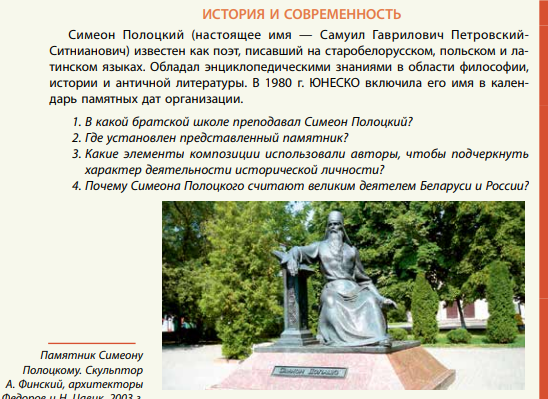 ИСТОРИЯ И СОВРЕМЕННОСТЬ
Симеон Полоцкий (настоящее имя — Самуил Гаврилович Петровский-
Ситнианович) известен как поэт, писавший на старобелорусском, польском и ла-
тинском языках. Обладал энциклопедическими знаниями в области философии,
истории и античной литературы. В 1980 г. ЮНЕСКО включила его имя в кален-
дарь памятных дат организации.
1. В какой братской школе преподавал Симеон Полоцкий?
2. Где установлен представленный памятник?
3. Какие элементы композиции использовали авторы, чтобы подчеркнуть
характер деятельности исторической личности?
4. Почему Симеона Полоцкого считают великим деятелем Беларуси и России?
Памятник Симеону
Полоцкому. Скульптор
А. Финский, архитекторы
Федоров и Н. Цавик. 2003 г.